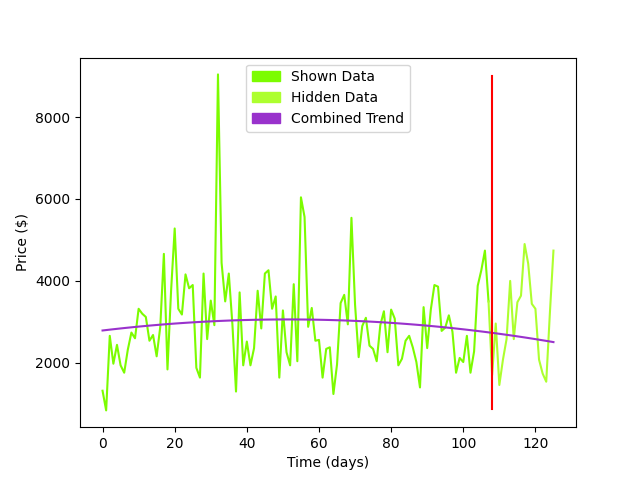 Shown Data
Hidden Data
Combined Trend
8000
6000
4000
2000
Price ($)
0 20 40 60 80 100 120
Time (days)